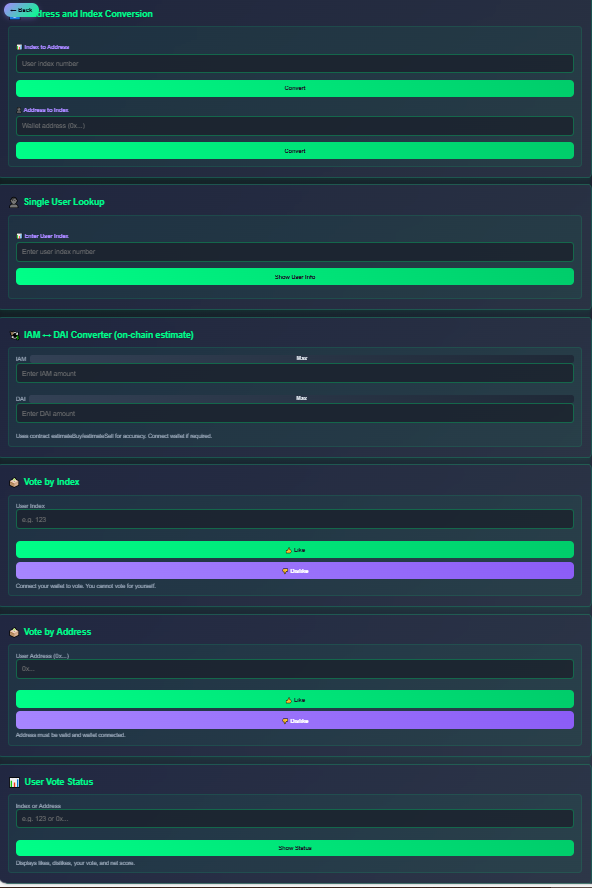 ← Back
dress and Index Conversion
Index to Address
User index number
Convert
Address to Index
Wallet address (0x...)
Convert
Single User Lookup
Enter User Index
Enter user index number
Show User Info
IAM ↔ DAI Converter (on-chain estimate)
IAM
Max
Enter IAM amount
DAI
Max
Enter DAI amount
Uses contract estimateBuy/estimateSell for accuracy. Connect wallet if required.
Vote by Index
User Index
e.g. 123
Like
Dislike
Connect your wallet to vote. You cannot vote for yourself.
Vote by Address
User Address (0x...)
0x...
Like
Dislike
Address must be valid and wallet connected.
User Vote Status
Index or Address
e.g. 123 or 0x...
Show Status
Displays likes, dislikes, your vote, and net score.